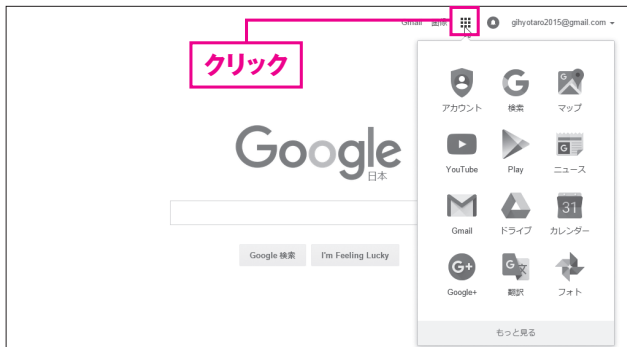 Gmail 画像 gihyotaro2015@gmail.com
クリック
アカウント 検索 マップ
Google
日本
YouTube Play ニュース
31
Gmail ドライブ カレンダー
Google 検索 I'm Feeling Lucky
G+ G 文
Google+ 翻訳 フォト
もっと見る